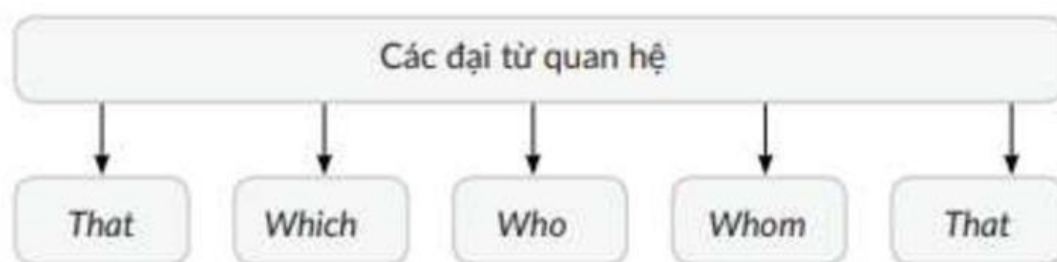 Các đại từ quan hệ
That Which Who Whom That